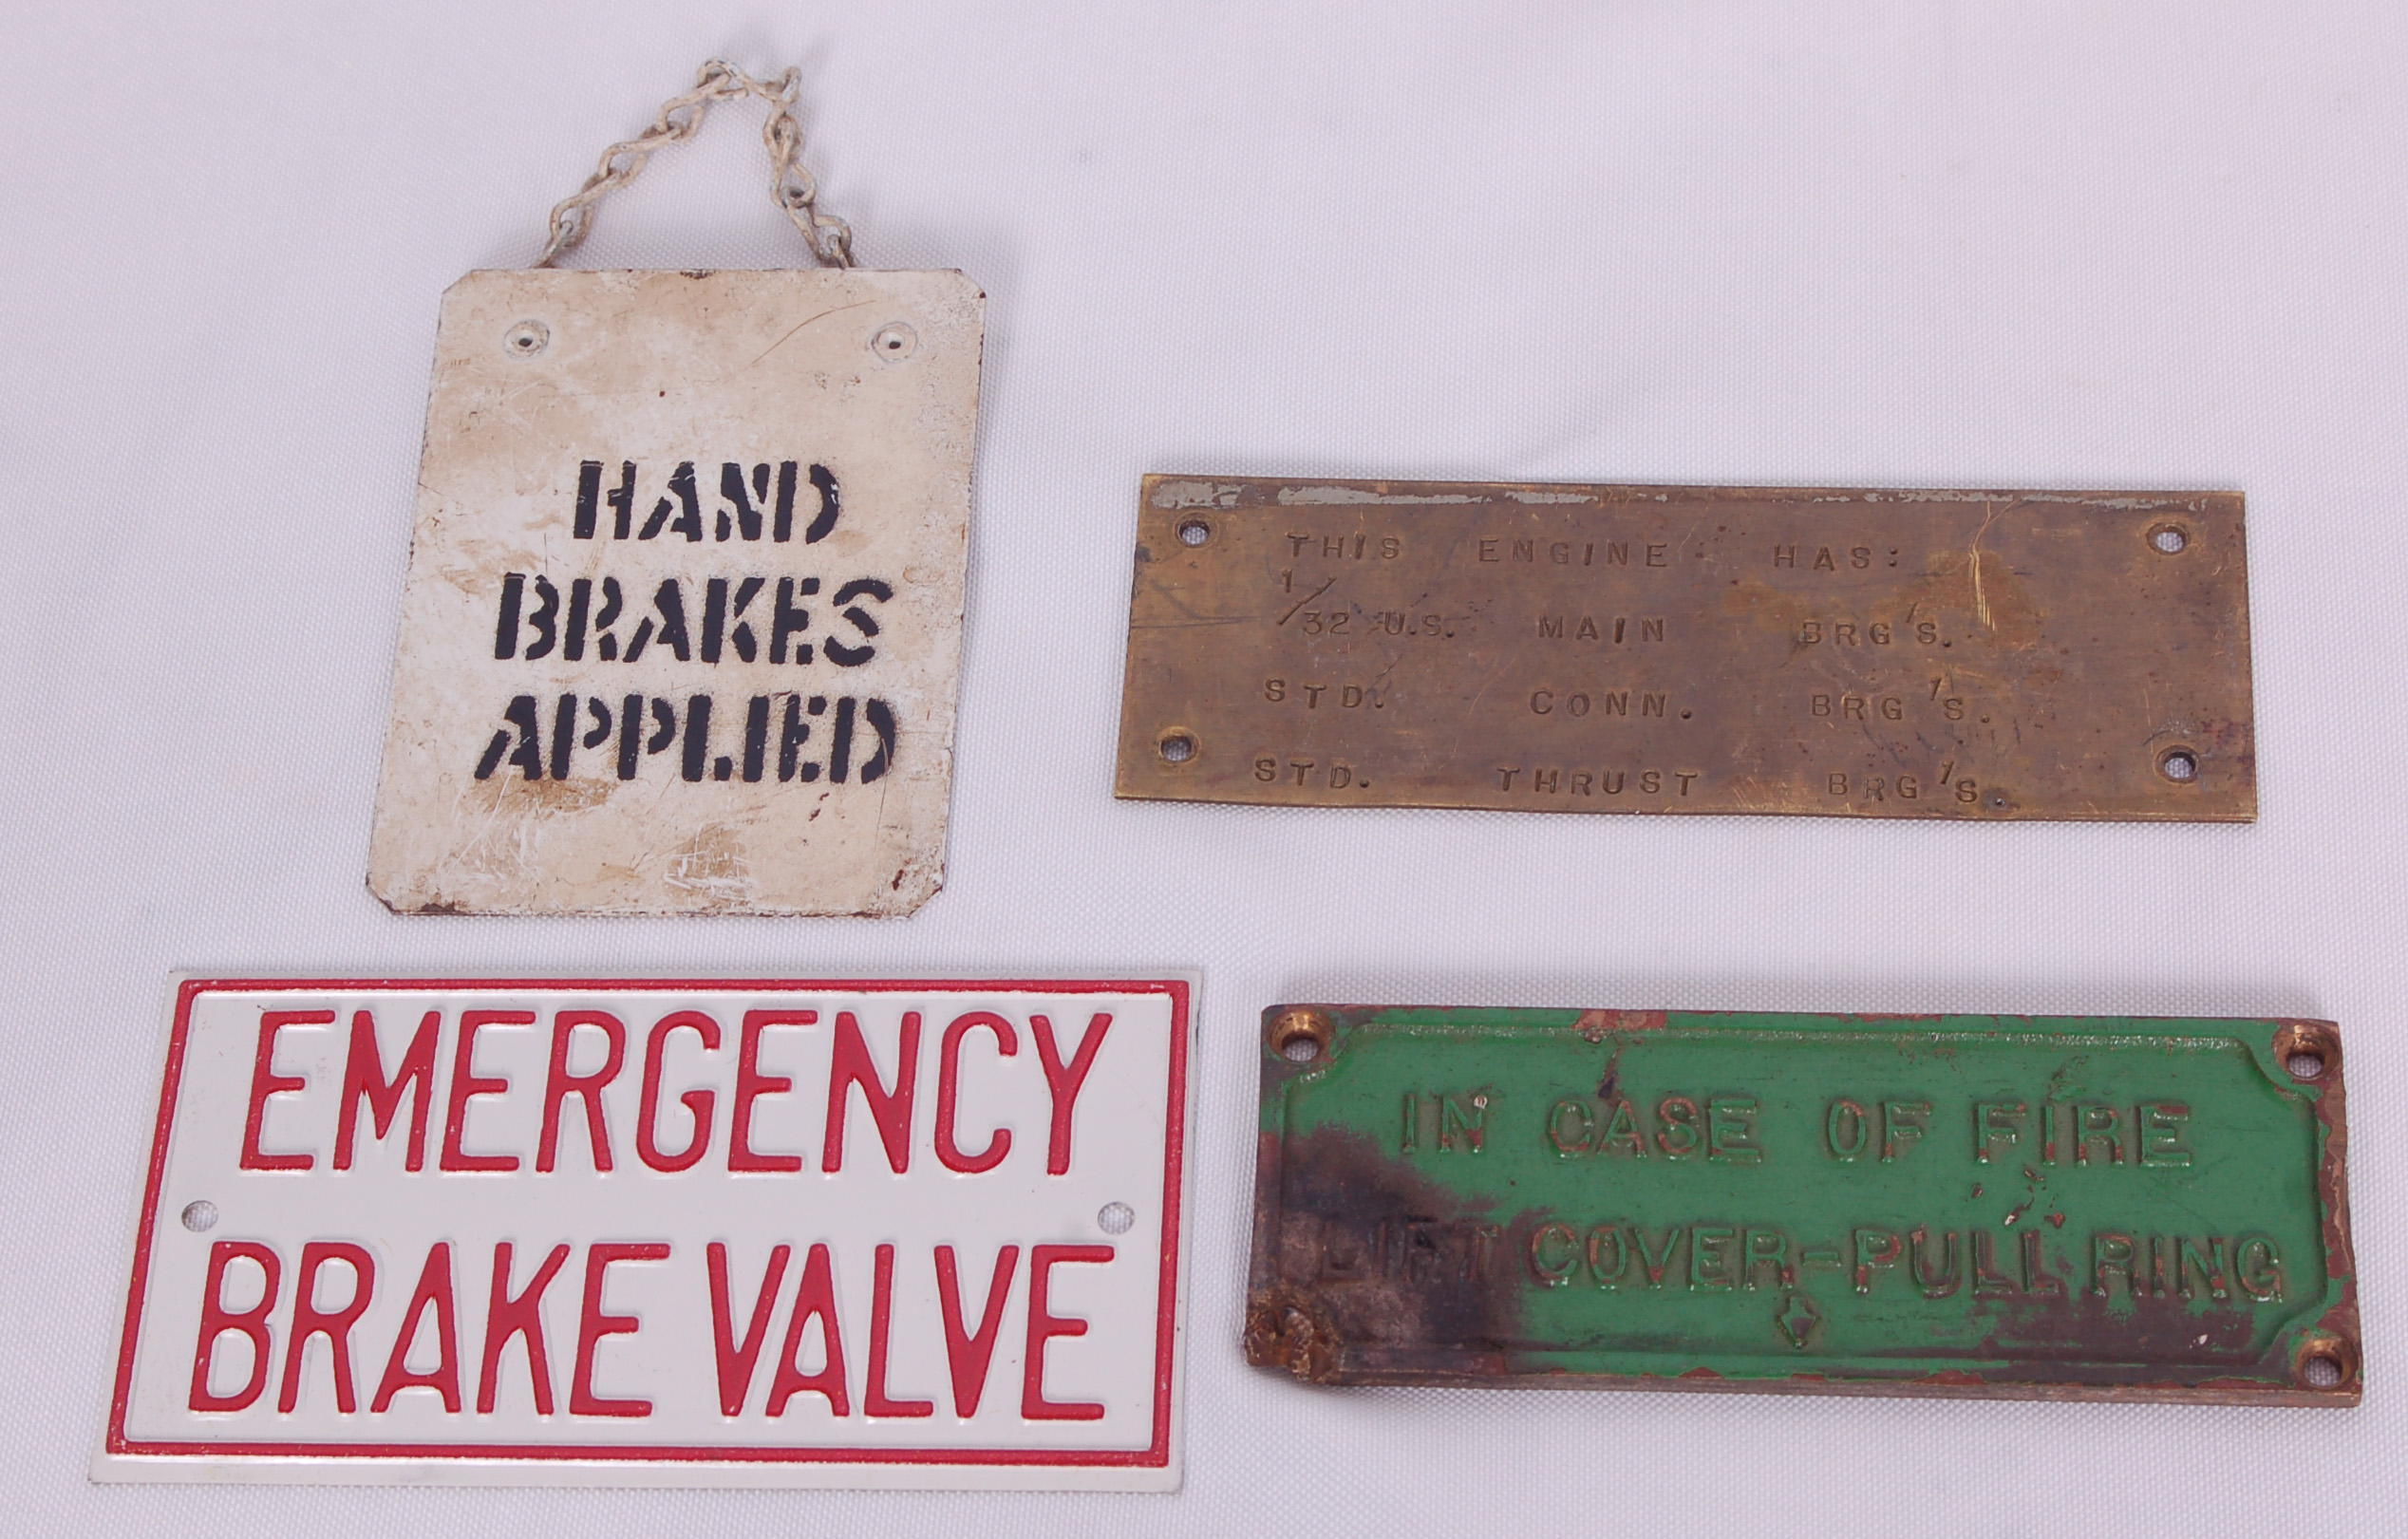 HAND
BRAKES
APPLIED
THIS ENGINE HAS:
1/32 U.S. MAIN BRG'S.
STD. CONN. BRG'S.
STD. THRUST BRG'S.
EMERGENCY
BRAKE VALVE
IN CASE OF FIRE
LIFT COVER-PULL RING